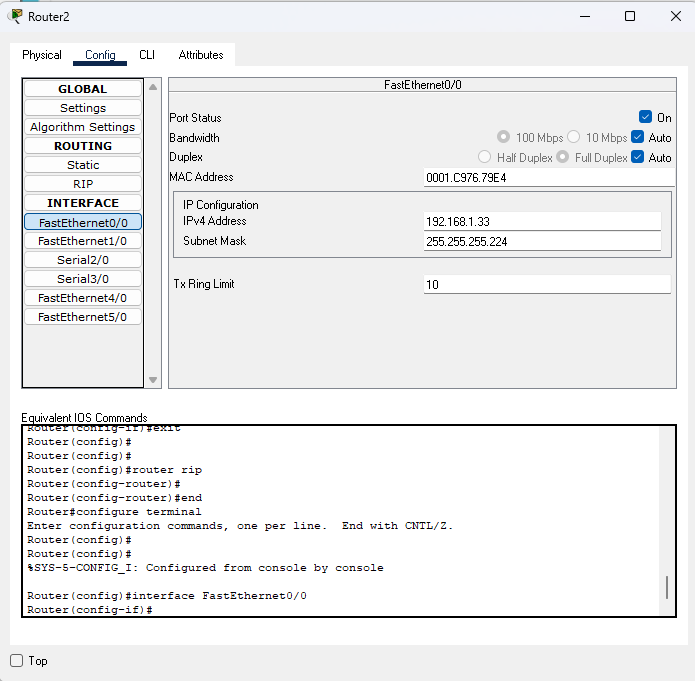 Router2
Physical Config CLI Attributes
GLOBAL
Settings
Algorithm Settings
ROUTING
Static
RIP
INTERFACE
FastEthernet0/0
FastEthernet1/0
Serial2/0
Serial3/0
FastEthernet4/0
FastEthernet5/0
FastEthernet0/0
Port Status On
Bandwidth 100 Mbps 10 Mbps Auto
Duplex Half Duplex Full Duplex Auto
MAC Address 0001.C976.79E4
IP Configuration
IPv4 Address 192.168.1.33
Subnet Mask 255.255.255.224
Tx Ring Limit 10
Equivalent IOS Commands
Router(config-if)#exit
Router(config)#
Router(config)#
Router(config)#router rip
Router(config-router)#
Router(config-router)#end
Router#configure terminal
Enter configuration commands, one per line.  End with CNTL/Z.
Router(config)#
Router(config)#
%SYS-5-CONFIG_I: Configured from console by console
Router(config)#interface FastEthernet0/0
Router(config-if)#
Top